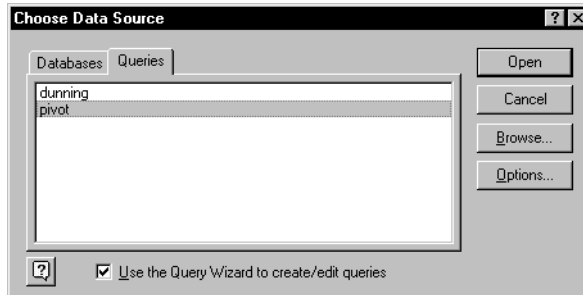 Choose Data Source
Databases Queries
dunning
pivot
Open
Cancel
Browse...
Options...
Use the Query Wizard to create/edit queries